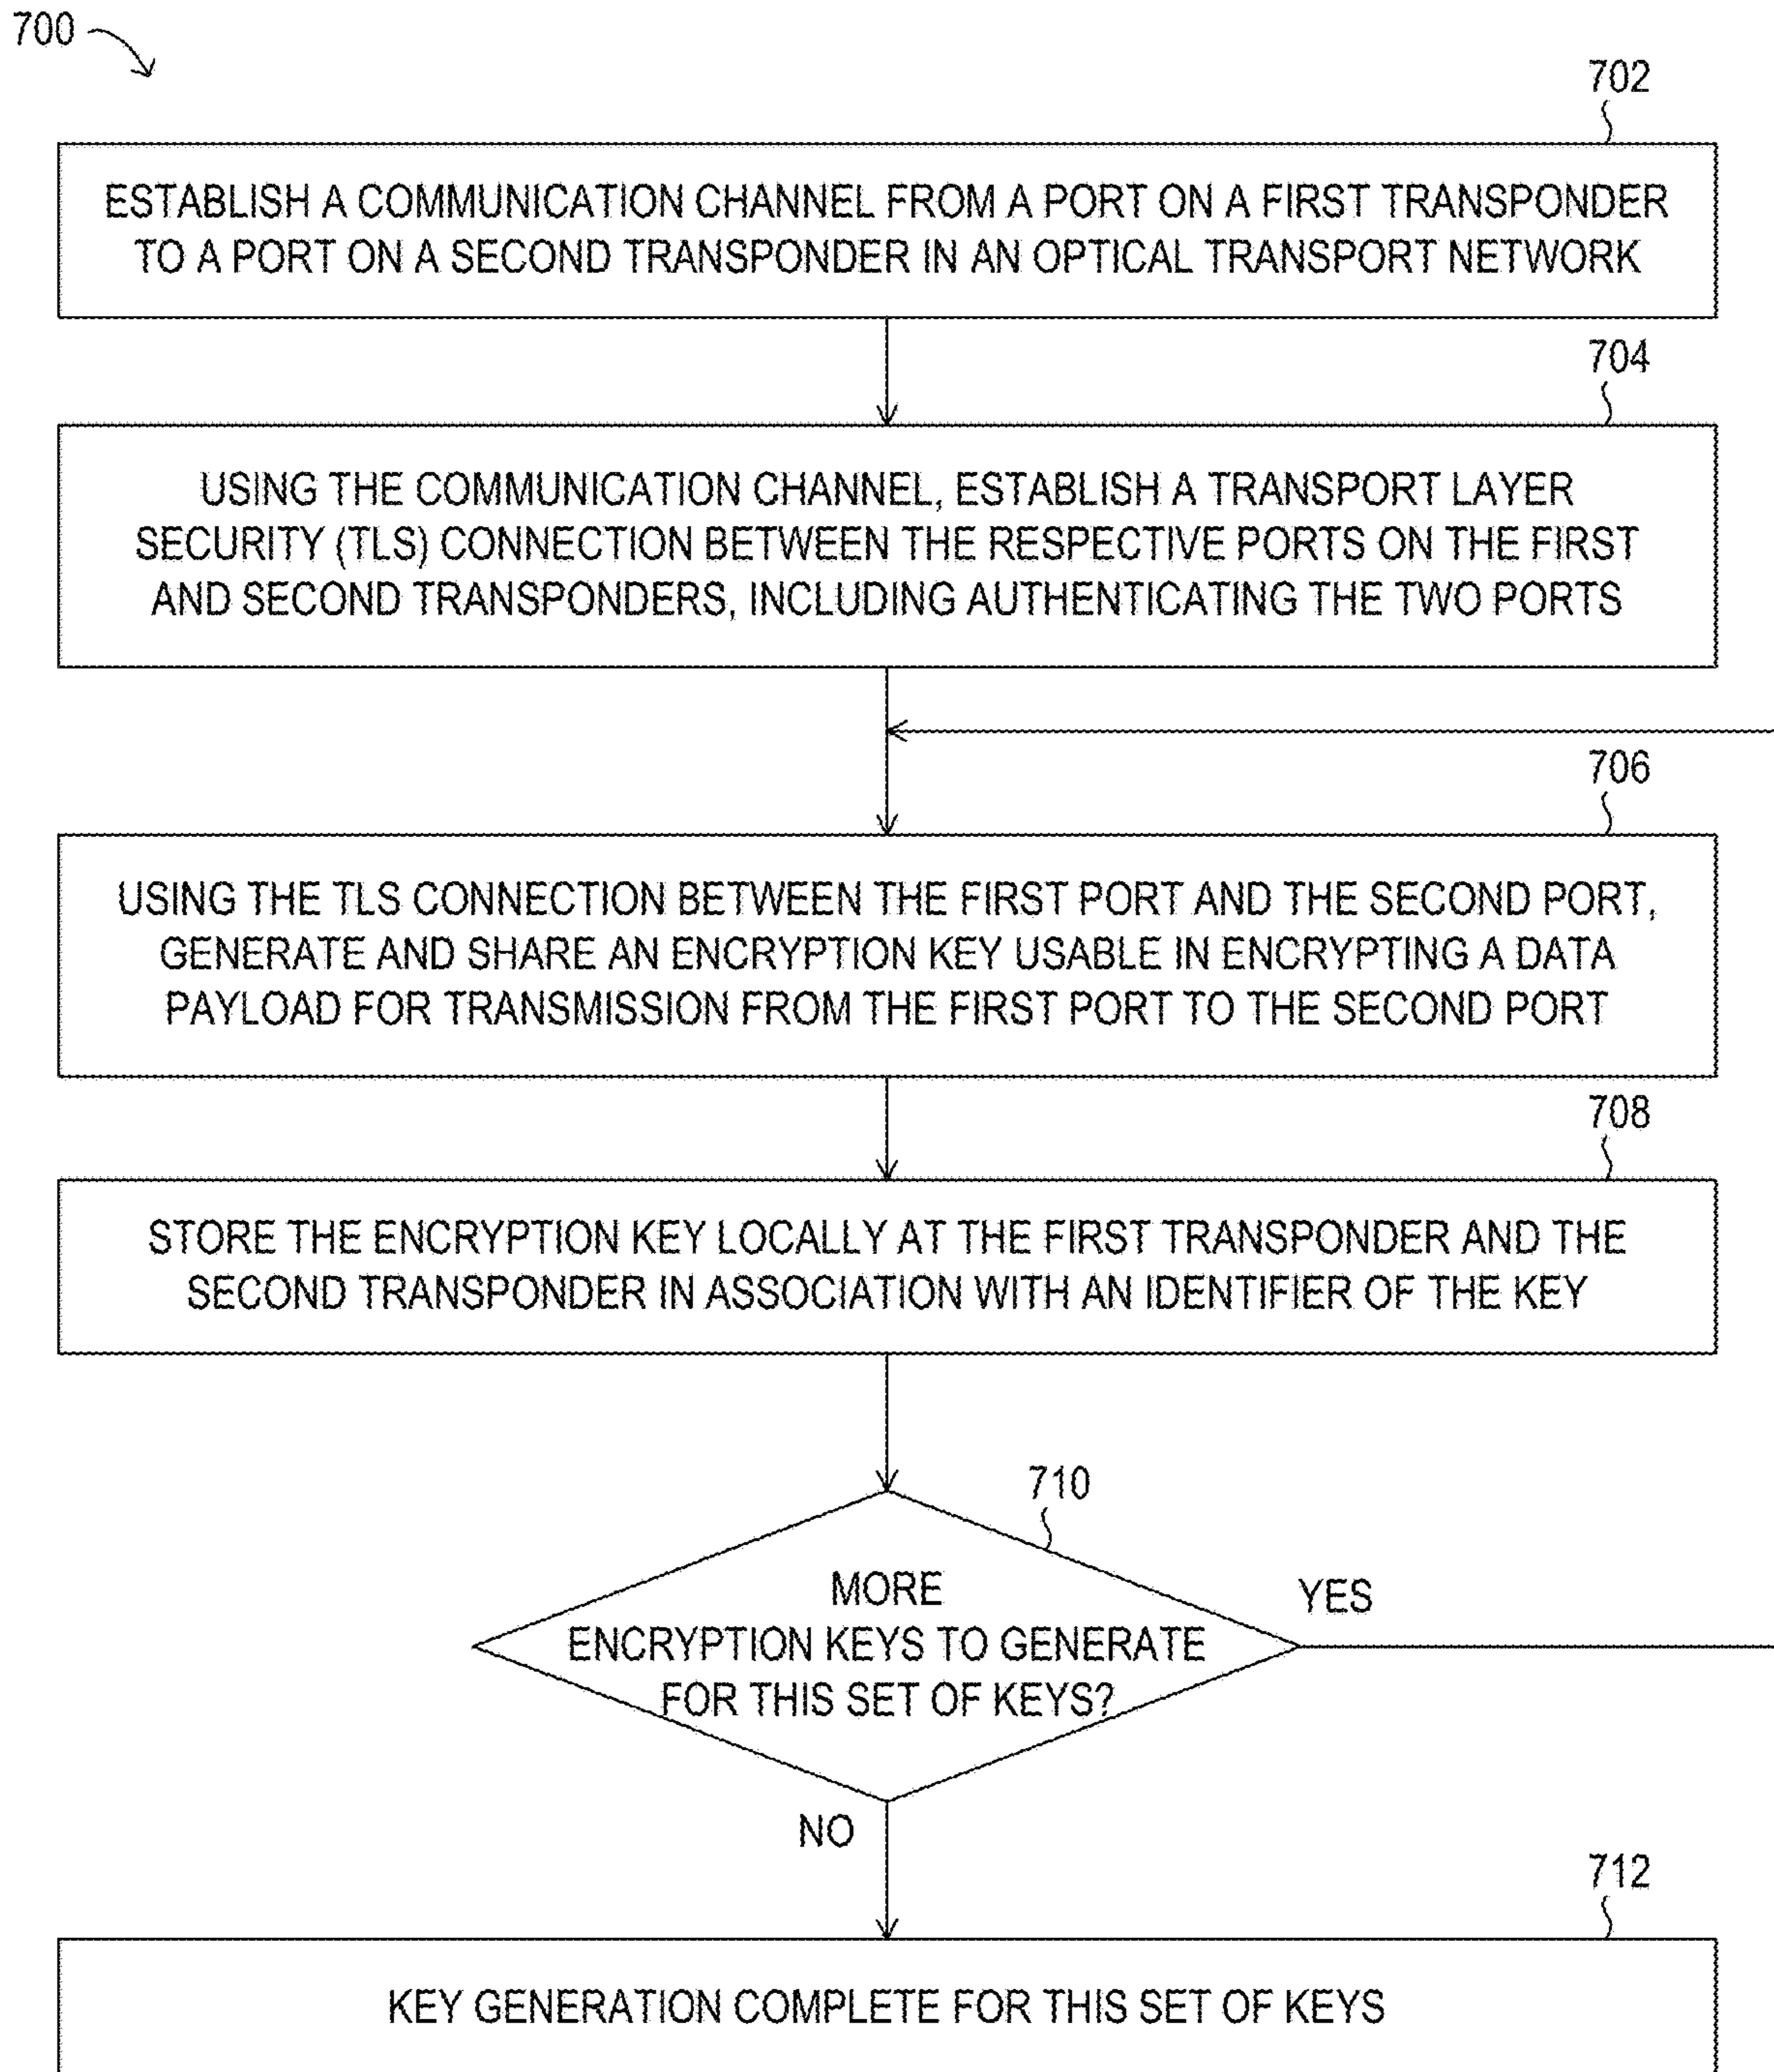 700
702
ESTABLISH A COMMUNICATION CHANNEL FROM A PORT ON A FIRST TRANSPONDER
TO A PORT ON A SECOND TRANSPONDER IN AN OPTICAL TRANSPORT NETWORK
704
USING THE COMMUNICATION CHANNEL, ESTABLISH A TRANSPORT LAYER
SECURITY (TLS) CONNECTION BETWEEN THE RESPECTIVE PORTS ON THE FIRST
AND SECOND TRANSPONDERS, INCLUDING AUTHENTICATING THE TWO PORTS
706
USING THE TLS CONNECTION BETWEEN THE FIRST PORT AND THE SECOND PORT,
GENERATE AND SHARE AN ENCRYPTION KEY USABLE IN ENCRYPTING A DATA
PAYLOAD FOR TRANSMISSION FROM THE FIRST PORT TO THE SECOND PORT
708
STORE THE ENCRYPTION KEY LOCALLY AT THE FIRST TRANSPONDER AND THE
SECOND TRANSPONDER IN ASSOCIATION WITH AN IDENTIFIER OF THE KEY
710
MORE
ENCRYPTION KEYS TO GENERATE
FOR THIS SET OF KEYS?
YES
NO
712
KEY GENERATION COMPLETE FOR THIS SET OF KEYS